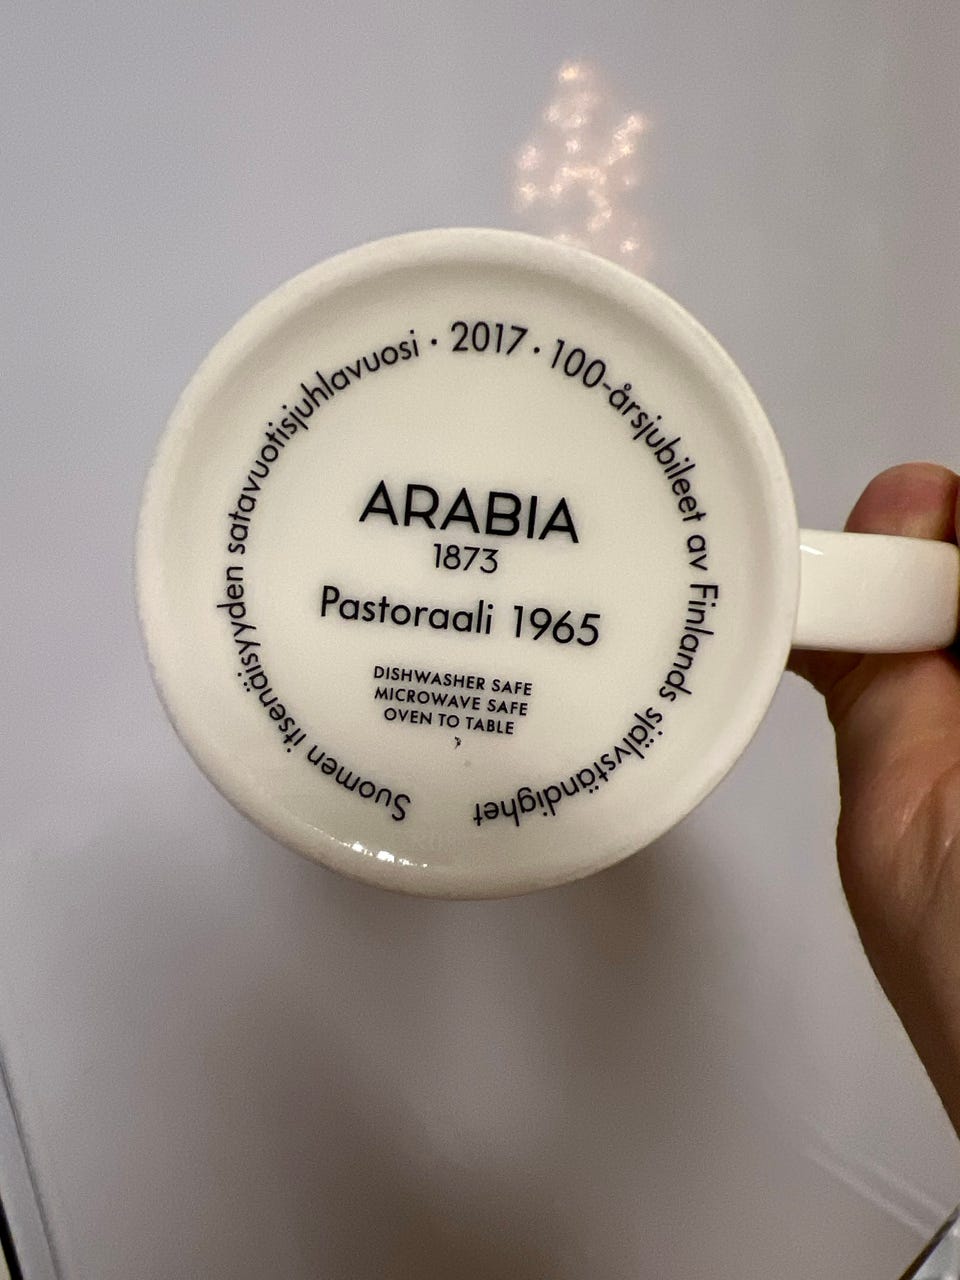 Suomen itsenäisyyden satavuotisjuhlavuosi · 2017 · 100-årsjubileet av Finlands självständighet
ARABIA
1873
Pastoraali 1965
DISHWASHER SAFE
MICROWAVE SAFE
OVEN TO TABLE